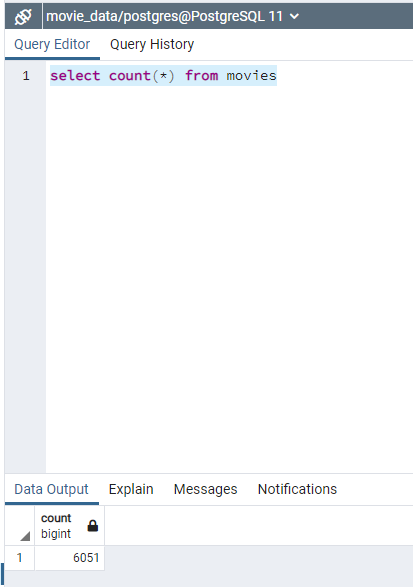 movie_data/postgres@PostgreSQL 11
Query Editor Query History
1 select count(*) from movies
Data Output Explain Messages Notifications
count
bigint
1 6051